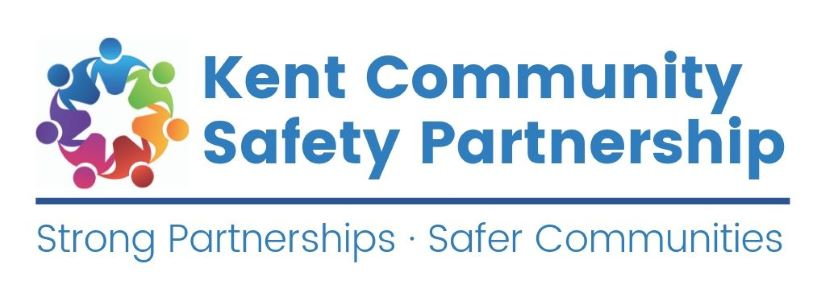 Kent Community
Safety Partnership
Strong Partnerships · Safer Communities